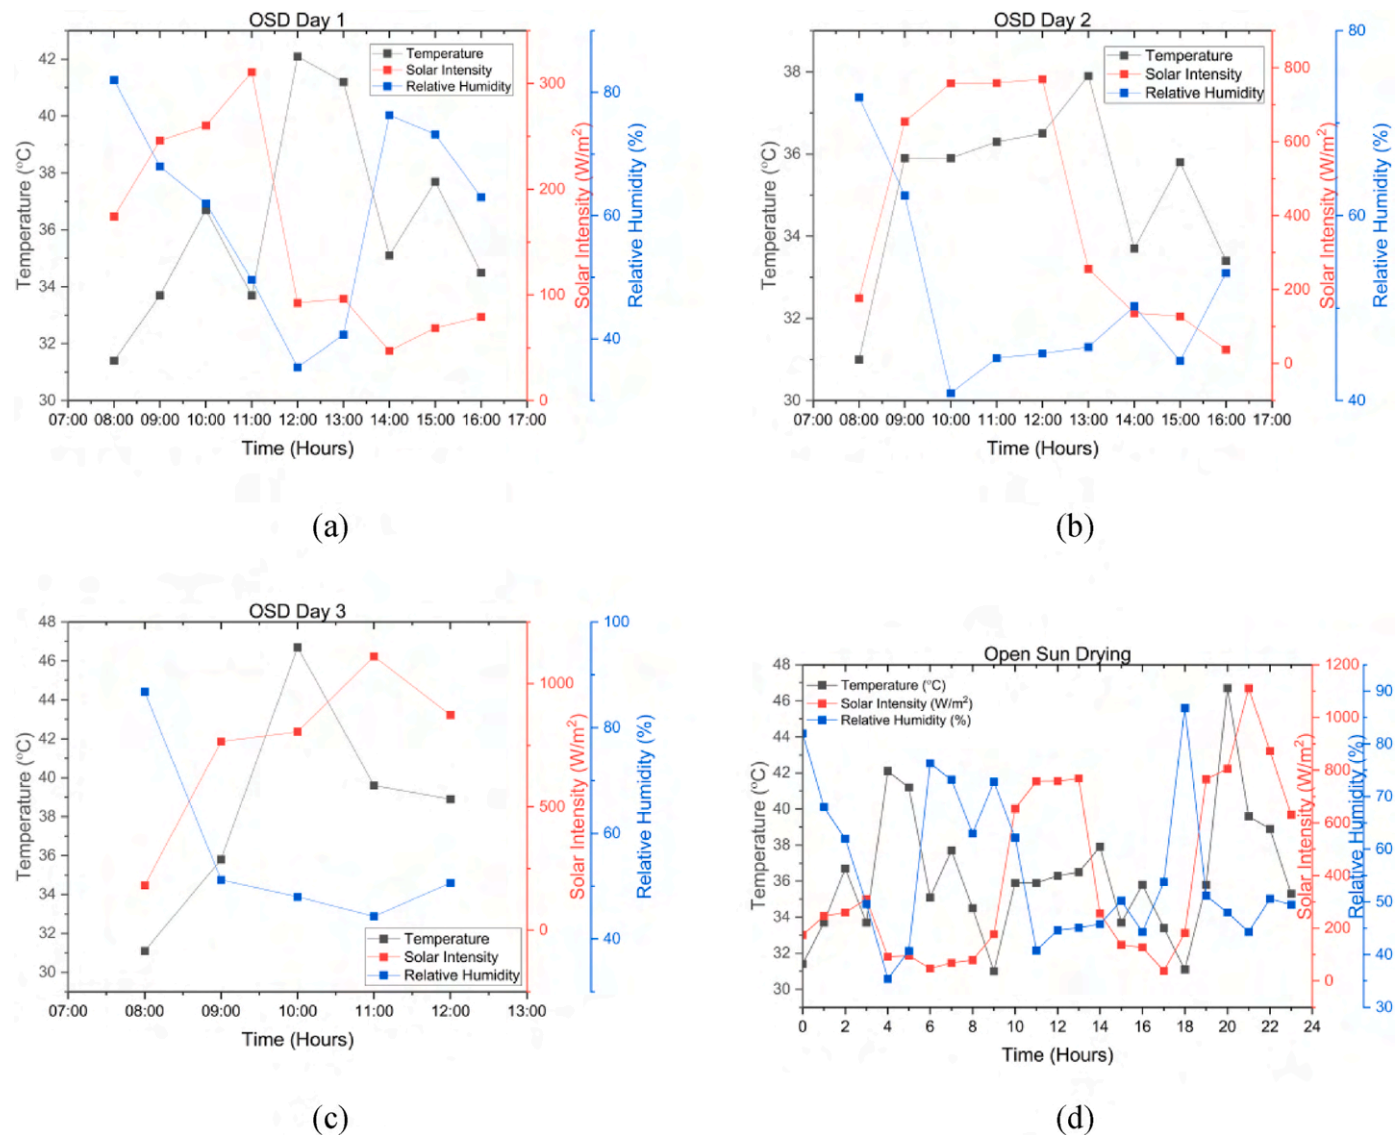 OSD Day 1
Temperature
Solar Intensity
Relative Humidity
42
40
38
36
34
32
30
Temperature (°C)
300
200
100
0
Solar Intensity (W/m²)
80
60
40
Relative Humidity (%)
07:00 08:00 09:00 10:00 11:00 12:00 13:00 14:00 15:00 16:00 17:00
Time (Hours)
(a)
OSD Day 2
Temperature
Solar Intensity
Relative Humidity
38
36
34
32
30
Temperature (°C)
800
600
400
200
0
Solar Intensity (W/m²)
80
60
40
Relative Humidity (%)
07:00 08:00 09:00 10:00 11:00 12:00 13:00 14:00 15:00 16:00 17:00
Time (Hours)
(b)
OSD Day 3
48
46
44
42
40
38
36
34
32
30
Temperature (°C)
1000
500
0
Solar Intensity (W/m²)
100
80
60
40
Relative Humidity (%)
Temperature
Solar Intensity
Relative Humidity
07:00 08:00 09:00 10:00 11:00 12:00 13:00
Time (Hours)
(c)
Open Sun Drying
Temperature (°C)
Solar Intensity (W/m²)
Relative Humidity (%)
48
46
44
42
40
38
36
34
32
30
Temperature (°C)
1200
1000
800
600
400
200
0
Solar Intensity (W/m²)
90
80
70
60
50
40
30
Relative Humidity (%)
0 2 4 6 8 10 12 14 16 18 20 22 24
Time (Hours)
(d)